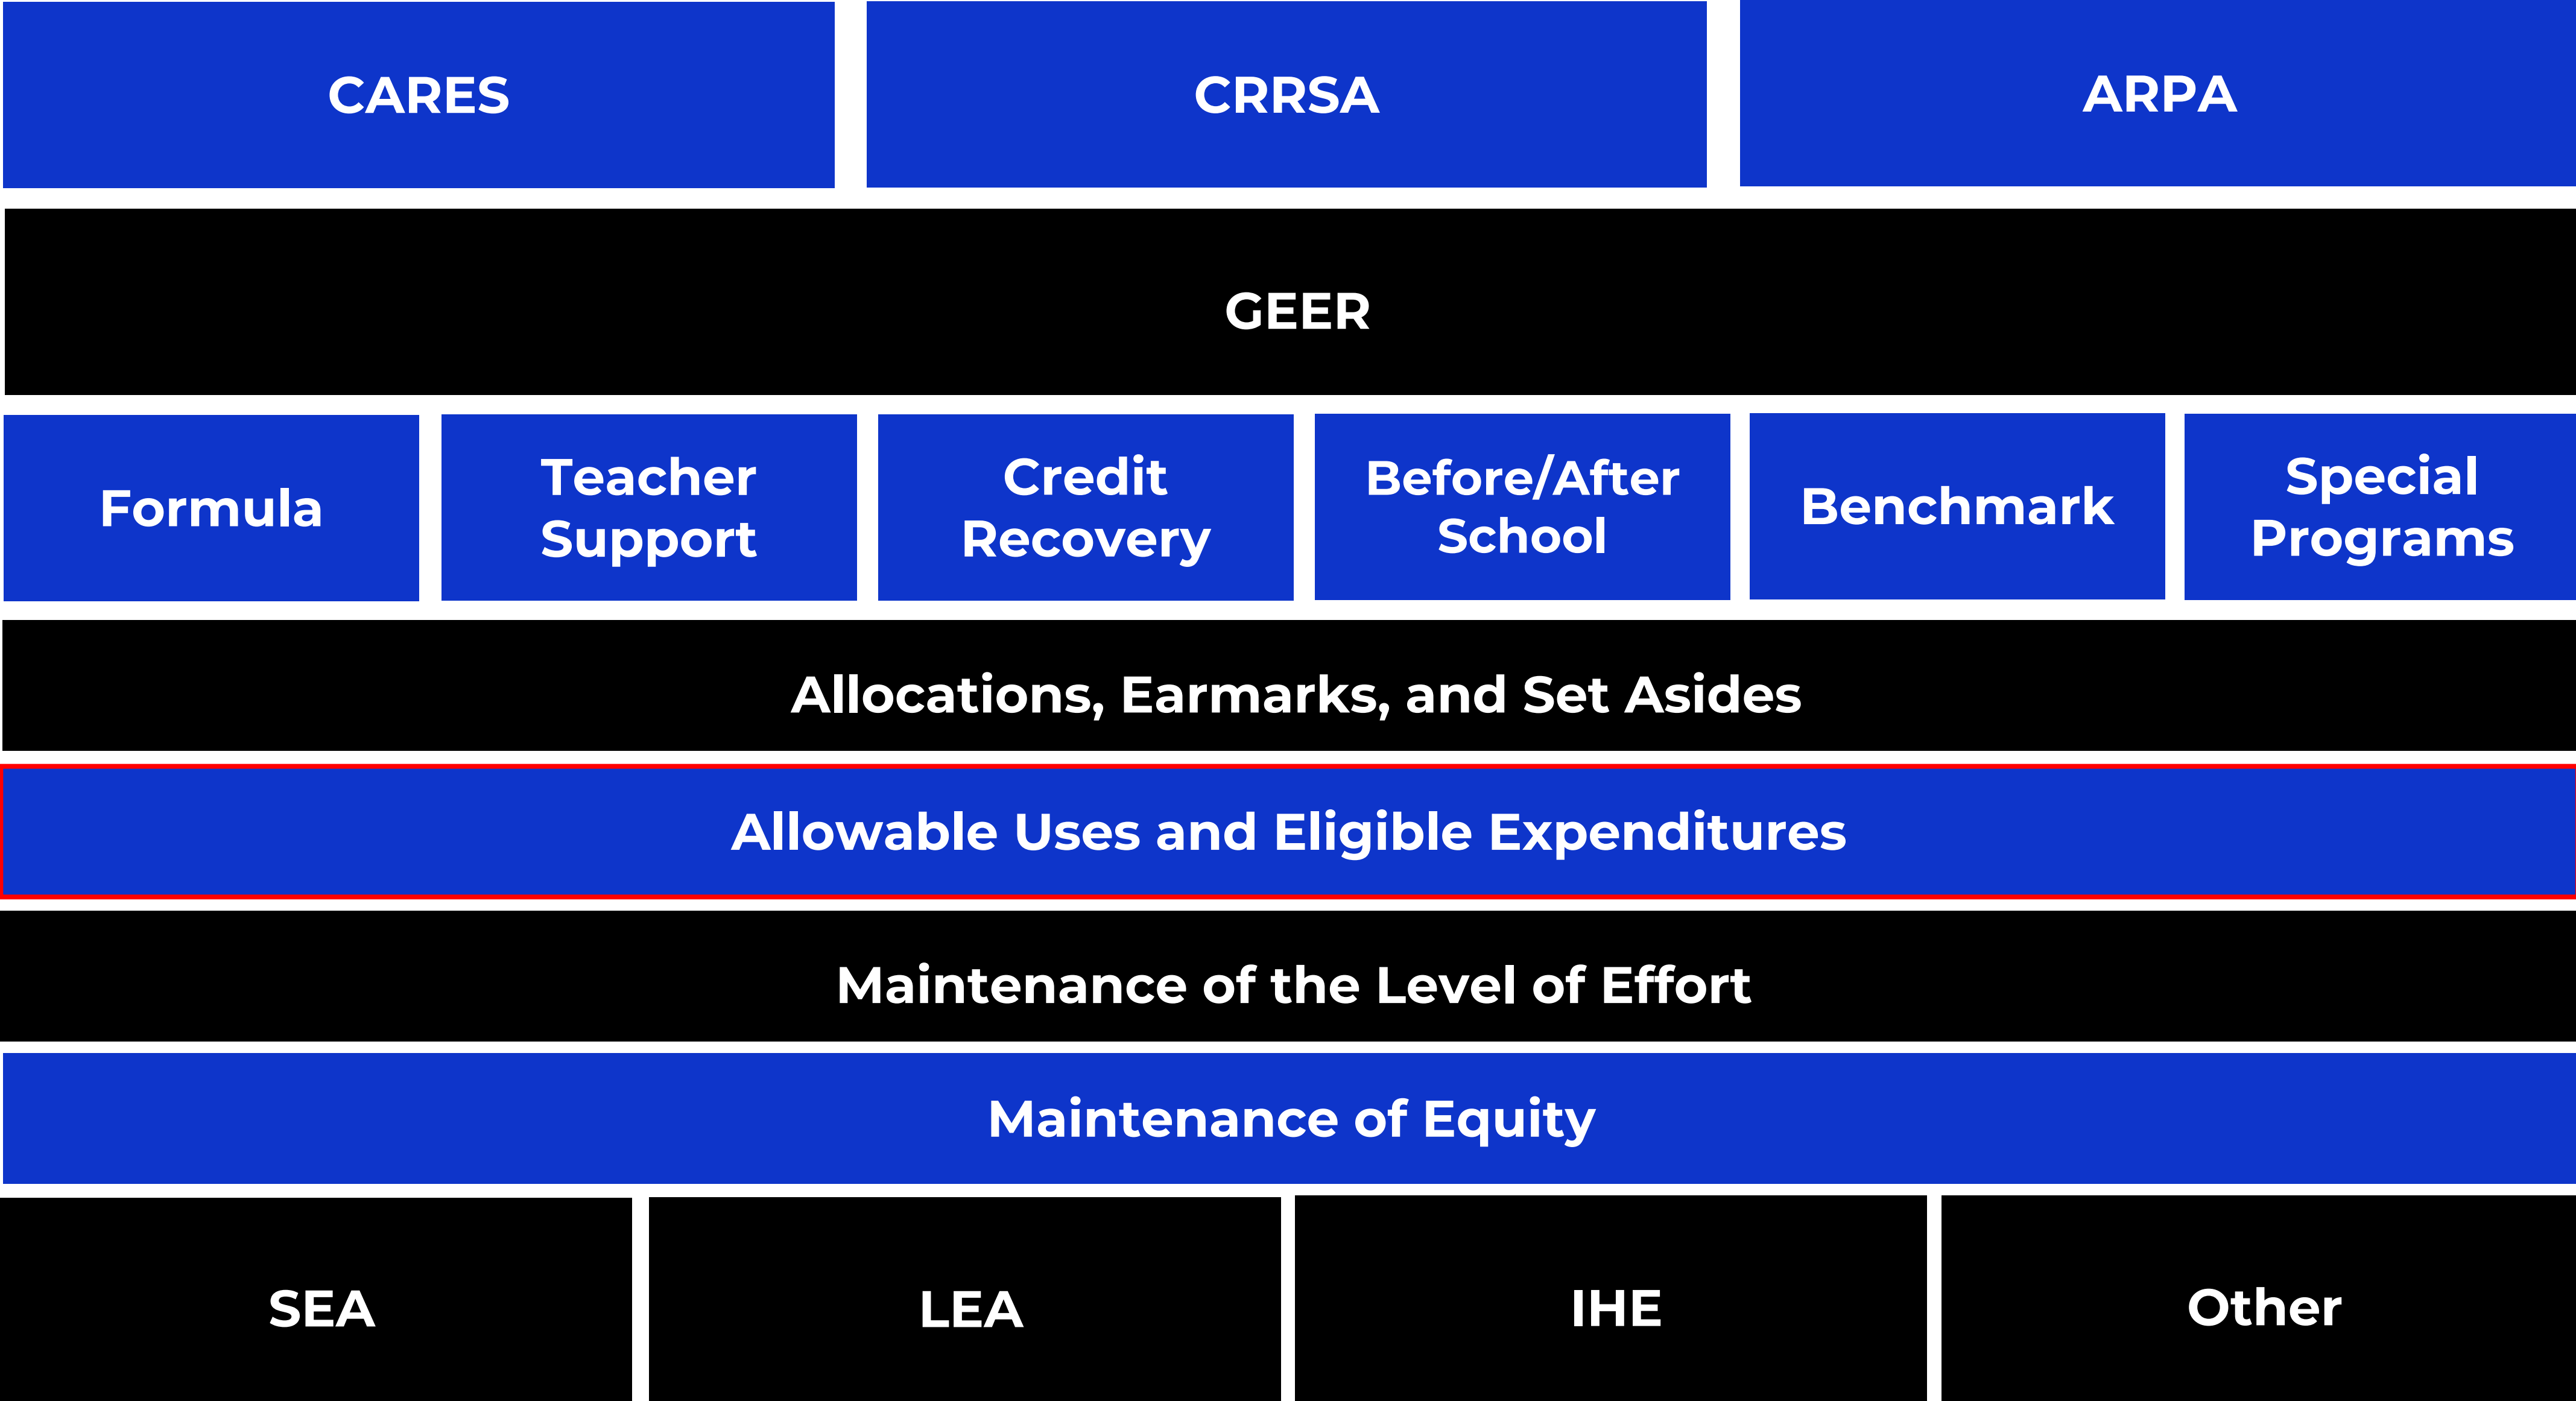 CARES
CRRSA
ARPA
GEER
Formula
Teacher
Support
Credit
Recovery
Before/After
School
Benchmark
Special
Programs
Allocations, Earmarks, and Set Asides
Allowable Uses and Eligible Expenditures
Maintenance of the Level of Effort
Maintenance of Equity
SEA
LEA
IHE
Other